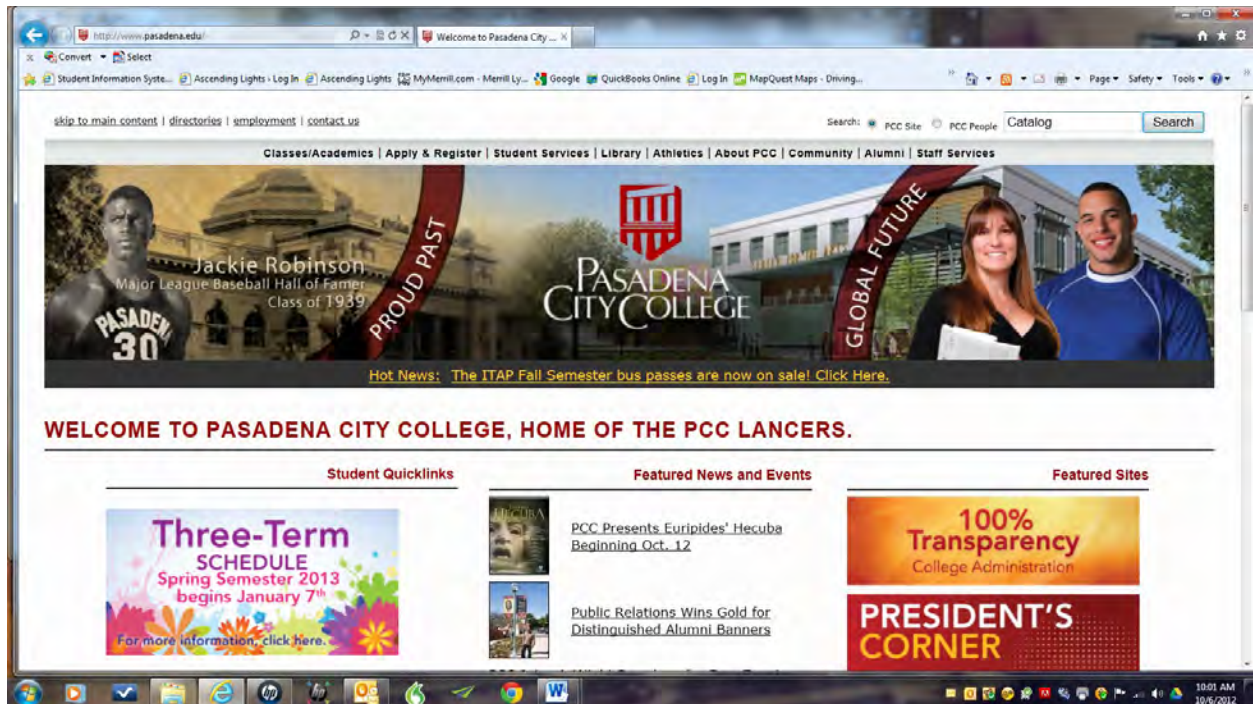 http://www.pasadena.edu/
Welcome to Pasadena City ...
Convert Select
Student Information Syste... Ascending Lights - Log In Ascending Lights MyMerrill.com - Merrill Ly... Google QuickBooks Online Log In MapQuest Maps - Driving... Page Safety Tools
skip to main content | directories | employment | contact us
Search: PCC Site PCC People Catalog Search
Classes/Academics | Apply & Register | Student Services | Library | Athletics | About PCC | Community | Alumni | Staff Services
Jackie Robinson
Major League Baseball Hall of Famer
Class of 1939
PASADENA
30
PROUD PAST
PASADENA
CITY COLLEGE
GLOBAL FUTURE
Hot News: The ITAP Fall Semester bus passes are now on sale! Click Here.
WELCOME TO PASADENA CITY COLLEGE, HOME OF THE PCC LANCERS.
Student Quicklinks
Three-Term
SCHEDULE
Spring Semester 2013
begins January 7th
For more information, click here.
Featured News and Events
HECUBA
PCC Presents Euripides' Hecuba
Beginning Oct. 12
Public Relations Wins Gold for
Distinguished Alumni Banners
Featured Sites
100%
Transparency
College Administration
PRESIDENT'S
CORNER
10:01 AM
10/6/2012